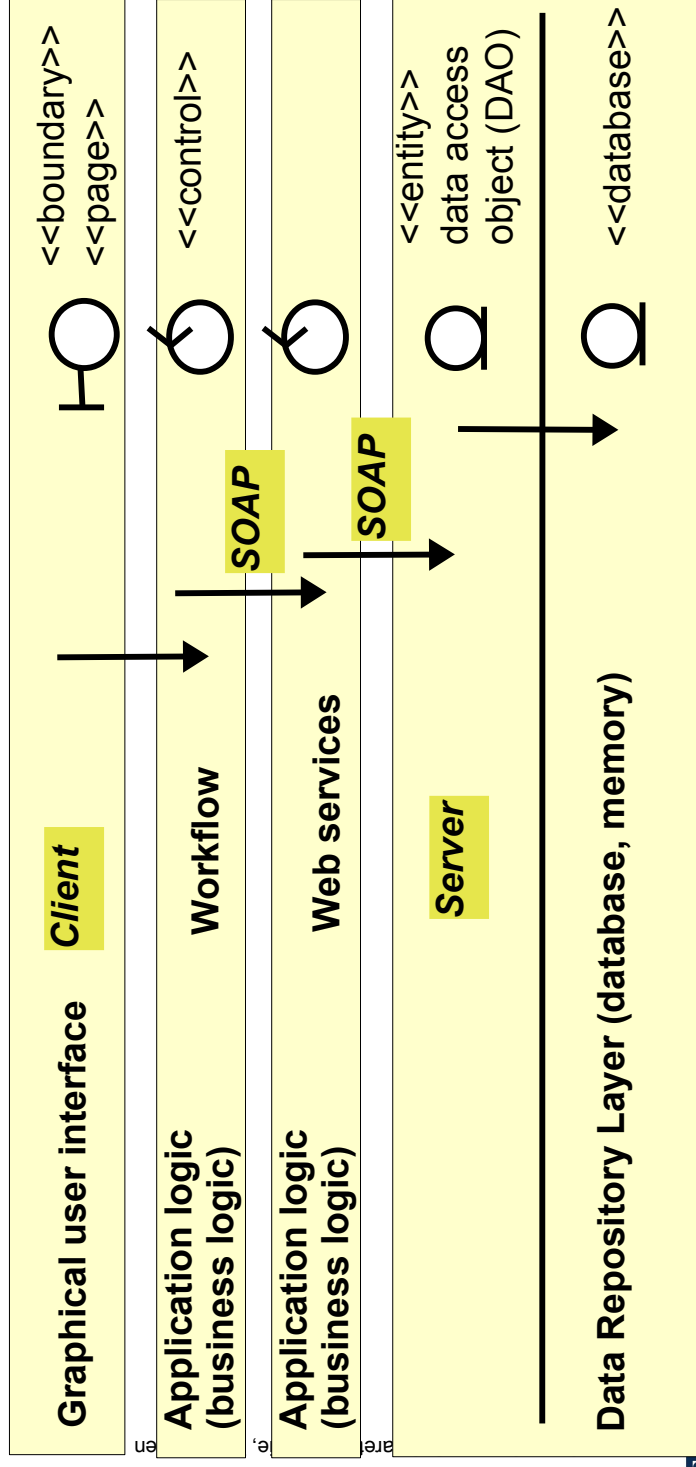 Graphical user interface
Client
<<boundary>>
<<page>>
Application logic
(business logic)
Workflow
<<control>>
SOAP
Application logic
(business logic)
Web services
SOAP
Server
<<entity>>
data access
object (DAO)
Data Repository Layer (database, memory)
<<database>>